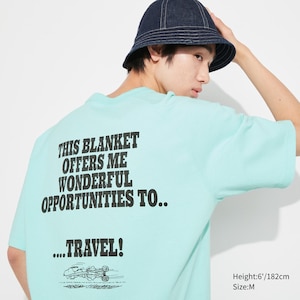 THIS BLANKET
OFFERS ME
WONDERFUL
OPPORTUNITIES TO..
....TRAVEL!
Height:6'/182cm
Size:M